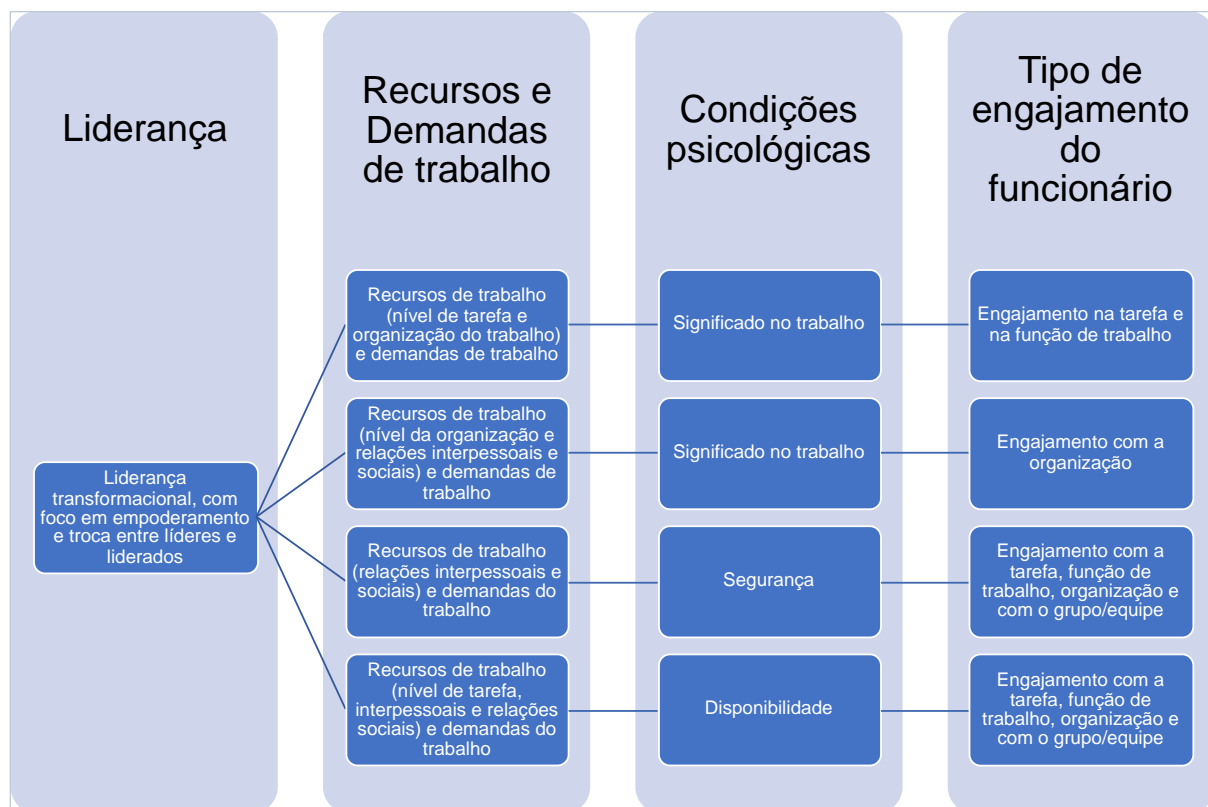 Liderança
Recursos e
Demandas
de trabalho
Condições
psicológicas
Tipo de
engajamento
do
funcionário
Liderança
transformacional, com
foco em empoderamento
e troca entre líderes e
liderados
Recursos de trabalho
(nível de tarefa e
organização do trabalho)
e demandas de trabalho
Significado no trabalho
Engajamento na tarefa e
na função de trabalho
Recursos de trabalho
(nível da organização e
relações interpessoais e
sociais) e demandas de
trabalho
Significado no trabalho
Engajamento com a
organização
Recursos de trabalho
(relações interpessoais e
sociais) e demandas do
trabalho
Segurança
Engajamento com a
tarefa, função de
trabalho, organização e
com o grupo/equipe
Recursos de trabalho
(nível de tarefa,
interpessoais e relações
sociais) e demandas do
trabalho
Disponibilidade
Engajamento com a
tarefa, função de
trabalho, organização e
com o grupo/equipe